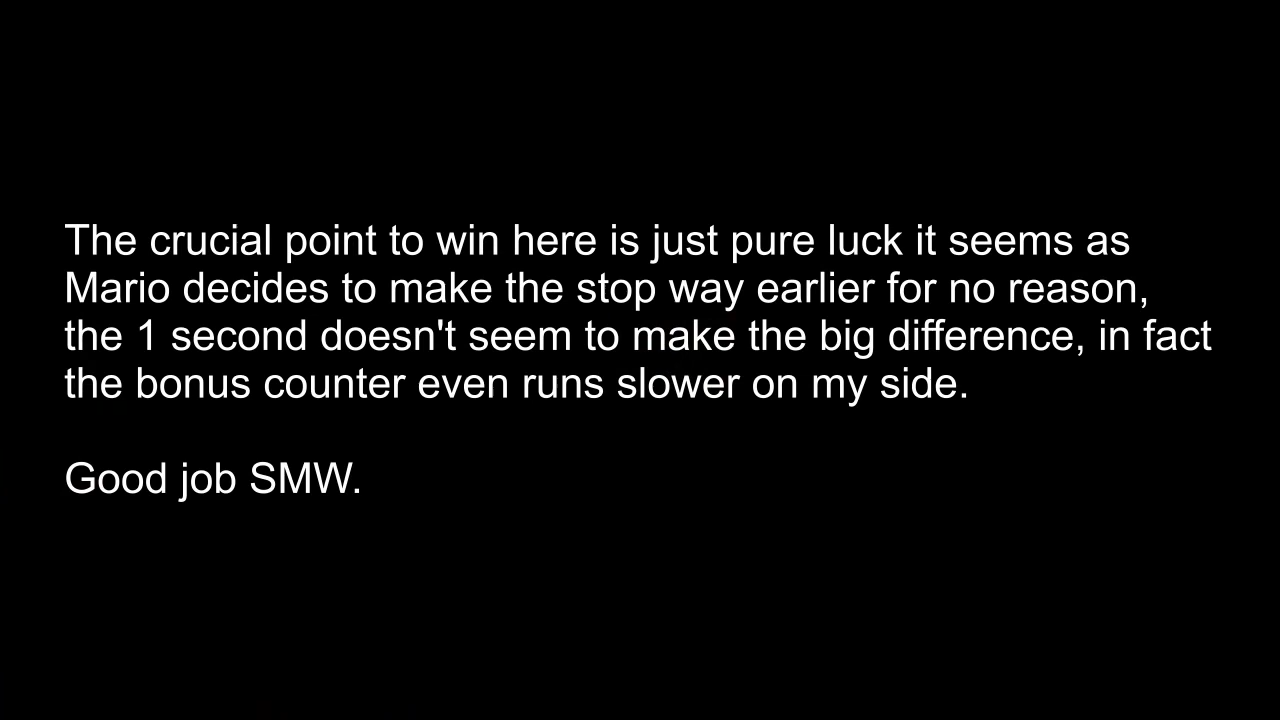 The crucial point to win here is just pure luck it seems as
Mario decides to make the stop way earlier for no reason,
the 1 second doesn't seem to make the big difference, in fact
the bonus counter even runs slower on my side.
Good job SMW.